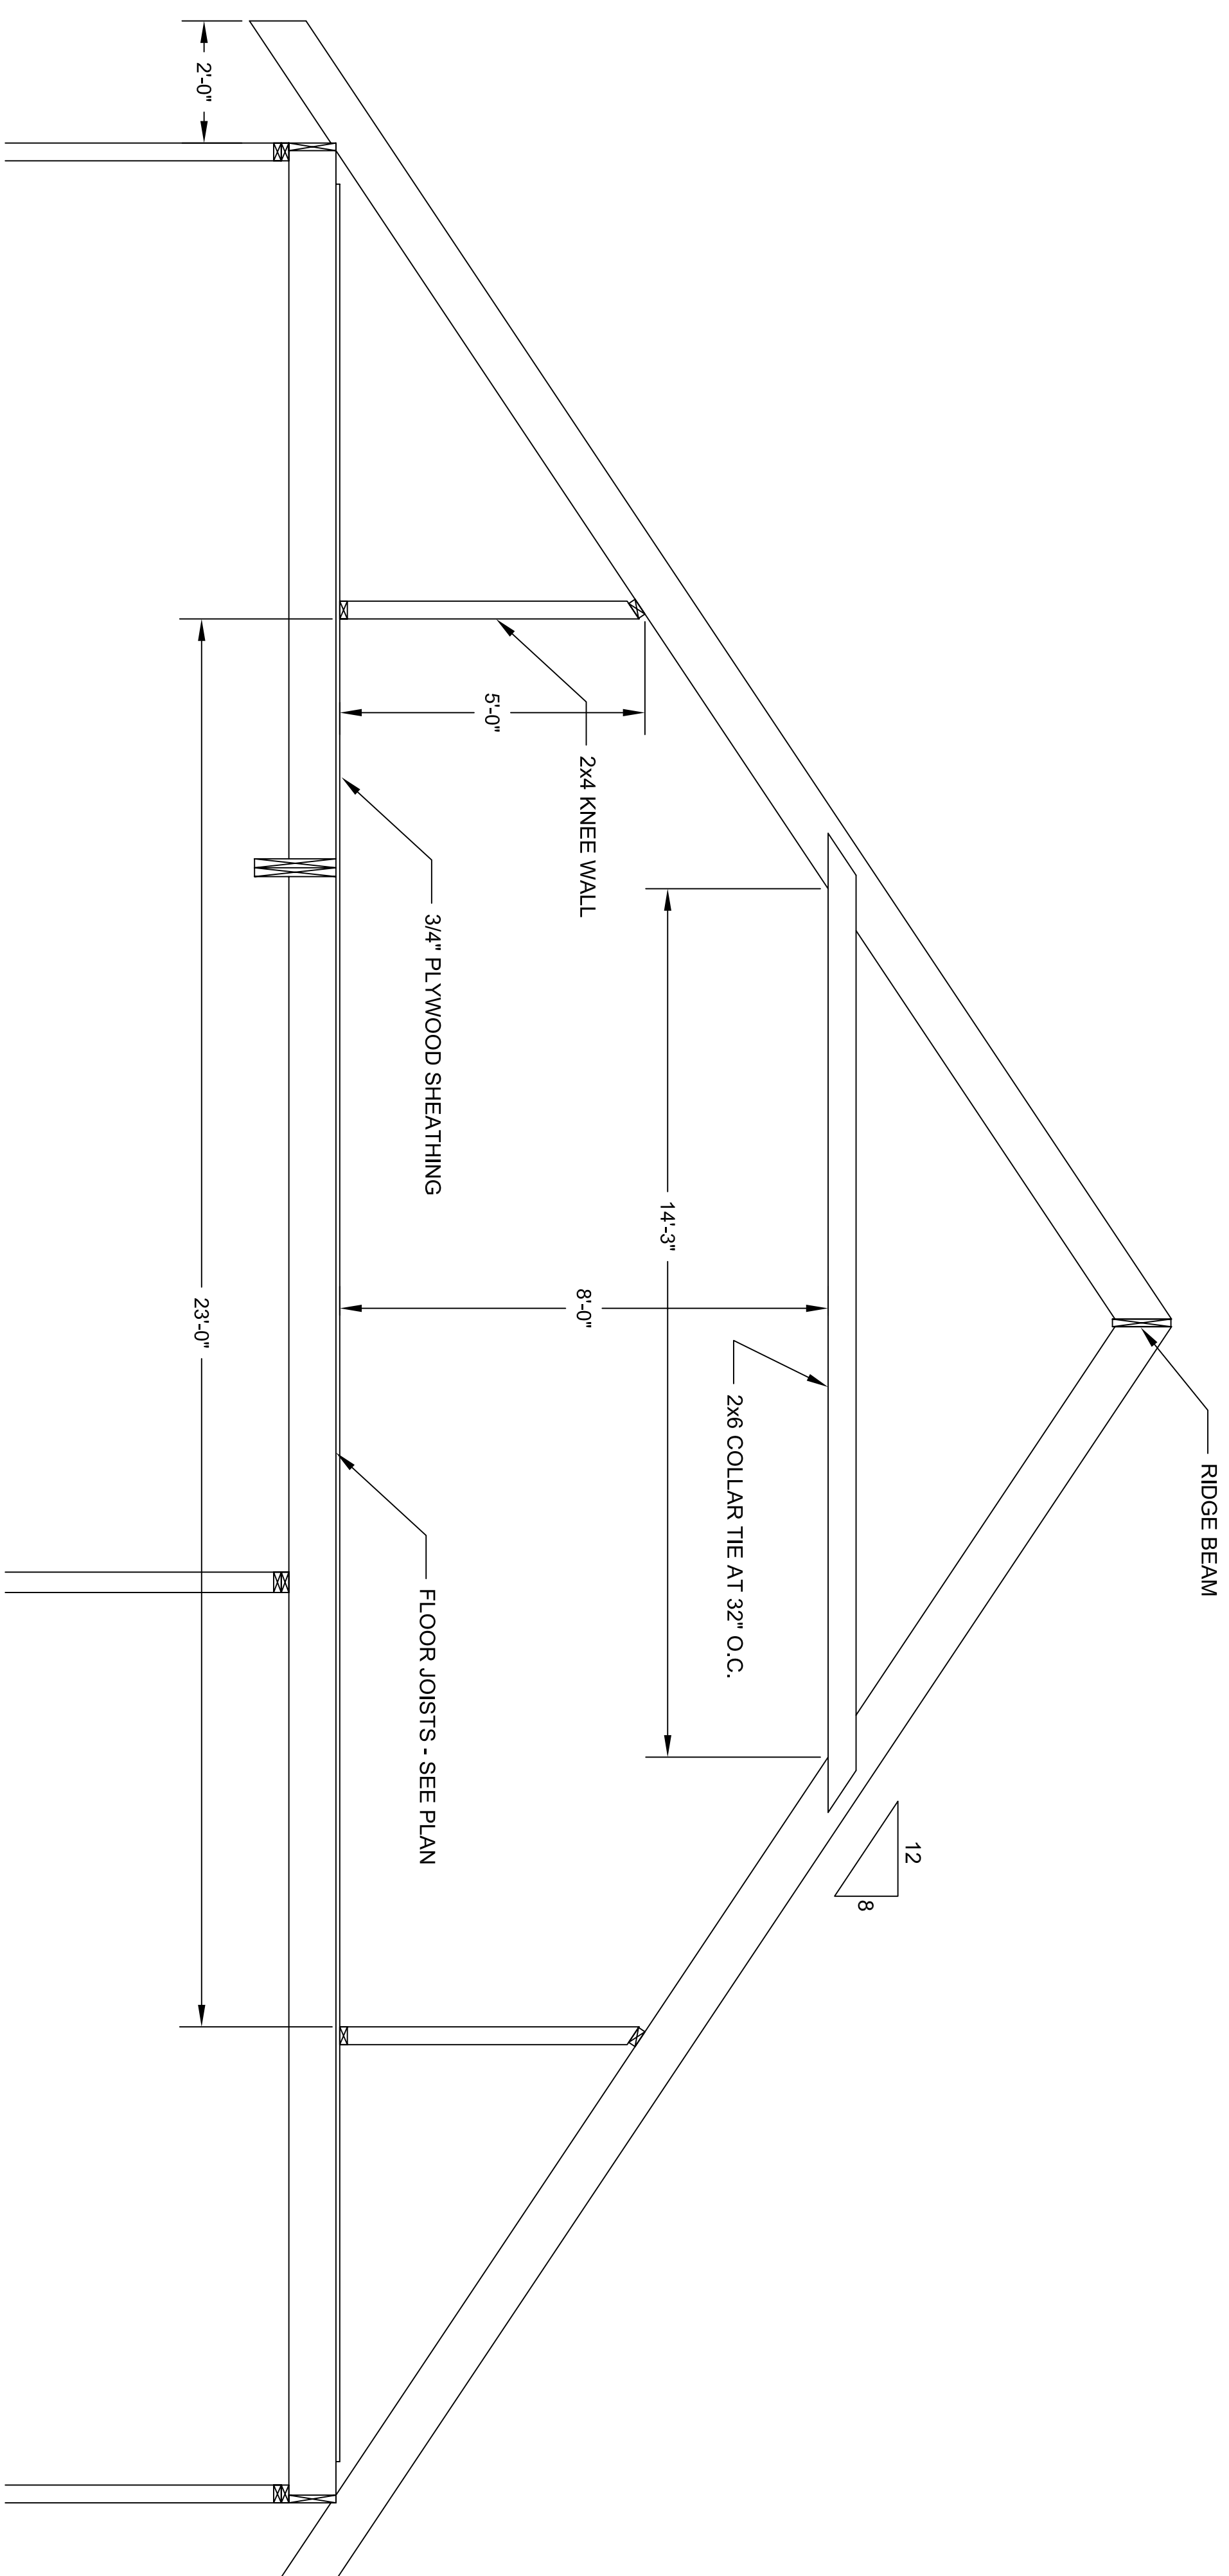 RIDGE BEAM
12
8
2x6 COLLAR TIE AT 32" O.C.
14'-3"
8'-0"
2x4 KNEE WALL
5'-0"
3/4" PLYWOOD SHEATHING
FLOOR JOISTS - SEE PLAN
2'-0"
23'-0"